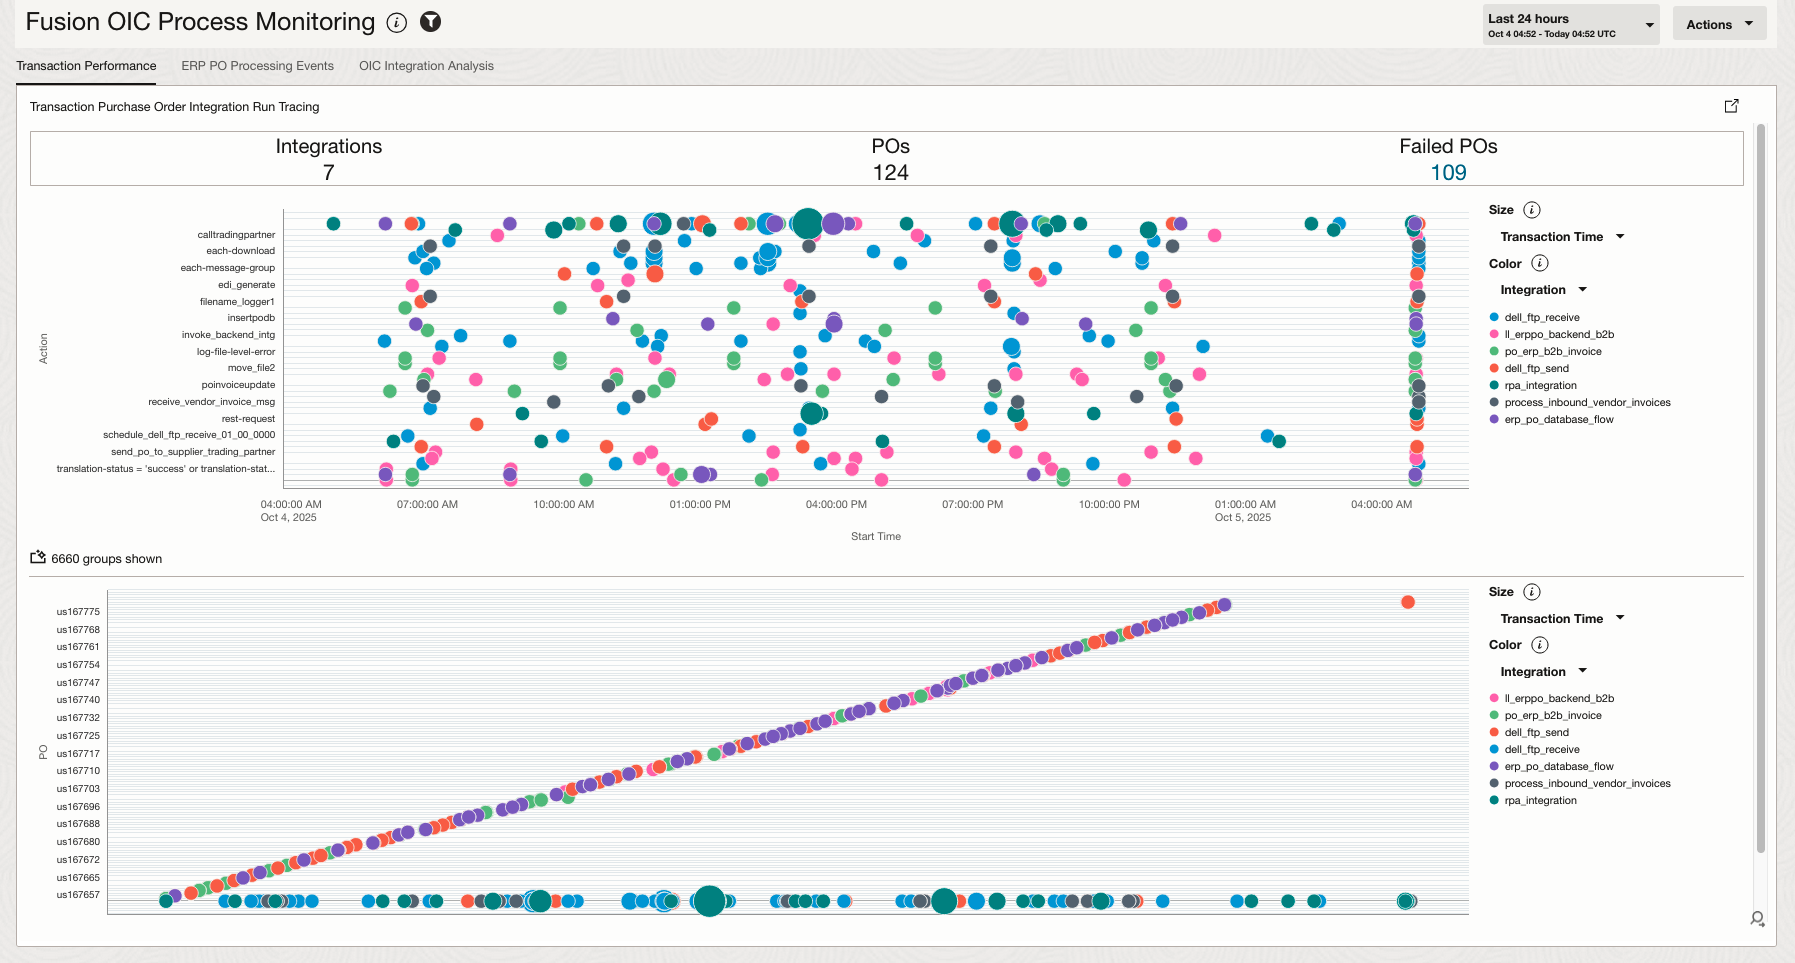 Fusion OIC Process Monitoring
Last 24 hours
Oct 4 04:52 - Today 04:52 UTC
Actions
Transaction Performance
ERP PO Processing Events
OIC Integration Analysis
Transaction Purchase Order Integration Run Tracing
Integrations
7
POs
124
Failed POs
109
Action
calltradingpartner
each-download
each-message-group
edi_generate
filename_logger1
insertpodb
invoke_backend_intg
log-file-level-error
move_file2
poinvoiceupdate
receive_vendor_invoice_msg
rest-request
schedule_dell_ftp_receive_01_00_0000
send_po_to_supplier_trading_partner
translation-status = 'success' or translation-stat...
04:00:00 AM
Oct 4, 2025
07:00:00 AM
10:00:00 AM
01:00:00 PM
04:00:00 PM
07:00:00 PM
10:00:00 PM
01:00:00 AM
Oct 5, 2025
04:00:00 AM
Start Time
Size
Transaction Time
Color
Integration
dell_ftp_receive
ll_erppo_backend_b2b
po_erp_b2b_invoice
dell_ftp_send
rpa_integration
process_inbound_vendor_invoices
erp_po_database_flow
6660 groups shown
PO
us167775
us167768
us167761
us167754
us167747
us167740
us167732
us167725
us167717
us167710
us167703
us167696
us167688
us167680
us167672
us167665
us167657
Size
Transaction Time
Color
Integration
ll_erppo_backend_b2b
po_erp_b2b_invoice
dell_ftp_send
dell_ftp_receive
erp_po_database_flow
process_inbound_vendor_invoices
rpa_integration